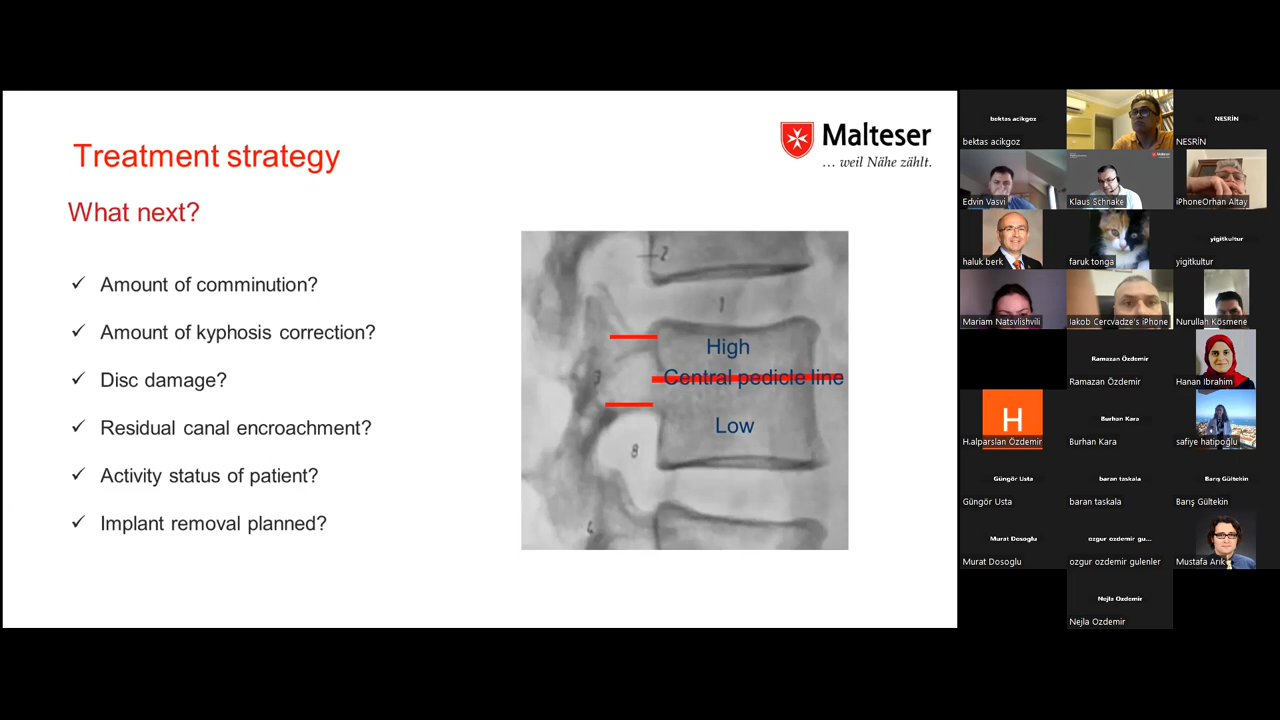 Treatment strategy
What next?
Amount of comminution?
Amount of kyphosis correction?
Disc damage?
Residual canal encroachment?
Activity status of patient?
Implant removal planned?
Malteser
... weil Nähe zählt.
2
1
High
3
Central pedicle line
Low
8
4
bektas acikgoz
bektas acikgoz
NESRİN
NESRİN
Edvin Vasvi
Klaus Schnake
iPhoneOrhan Altay
haluk berk
faruk tonga
yigitkultur
yigitkultur
Mariam Natsvlishvili
Iakob Cercvadze's iPhone
Nurullah Kösmene
Ramazan Özdemir
Ramazan Özdemir
Hanan Ibrahim
H
H.alparslan Özdemir
Burhan Kara
Burhan Kara
safiye hatipoğlu
Güngör Usta
Güngör Usta
baran taskala
baran taskala
Barış Gültekin
Barış Gültekin
Murat Dosoglu
Murat Dosoglu
ozgur ozdemir gu...
ozgur ozdemir gulenler
Mustafa Arık
Nejla Ozdemir
Nejla Ozdemir